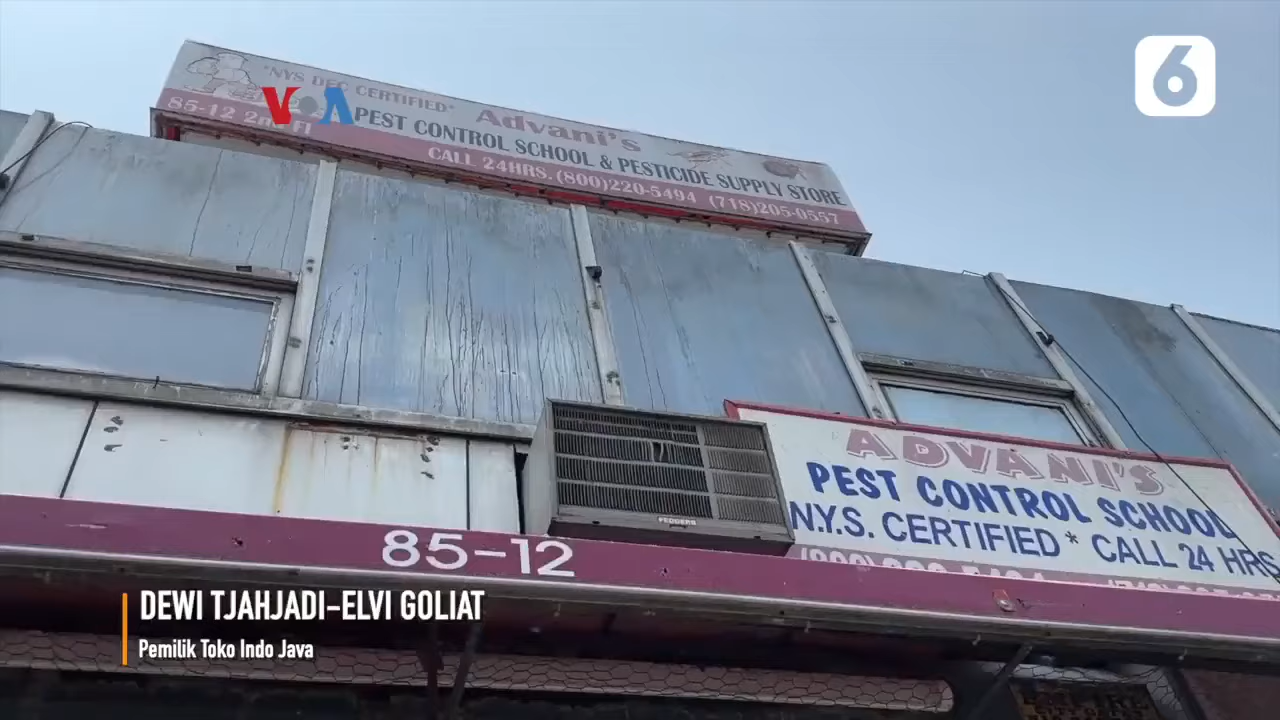 6
VOA
*NYS DEC CERTIFIED*
Advani's
85-12 2nd Fl
PEST CONTROL SCHOOL & PESTICIDE SUPPLY STORE
CALL 24HRS. (800)220-5494 (718)205-0557
ADVANI'S
PEST CONTROL SCHOOL
N.Y.S. CERTIFIED * CALL 24 HRS
FEDDERS
85-12
DEWI TJAHJADI-ELVI GOLIAT
Pemilik Toko Indo Java